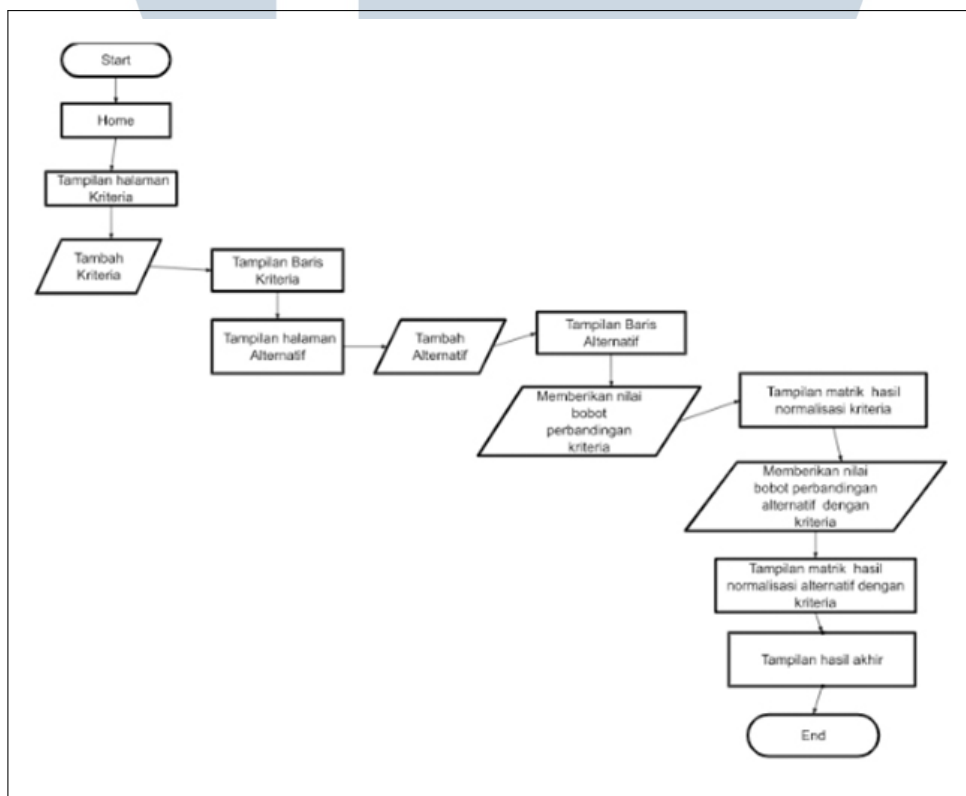 Start
Home
Tampilan halaman
Kriteria
Tambah
Kriteria
Tampilan Baris
Kriteria
Tampilan halaman
Alternatif
Tambah
Alternatif
Tampilan Baris
Alternatif
Memberikan nilai
bobot
perbandingan
kriteria
Tampilan matrik hasil
normalisasi kriteria
Memberikan nilai
bobot perbandingan
alternatif dengan
kriteria
Tampilan matrik hasil
normalisasi alternatif dengan
kriteria
Tampilan hasil akhir
End